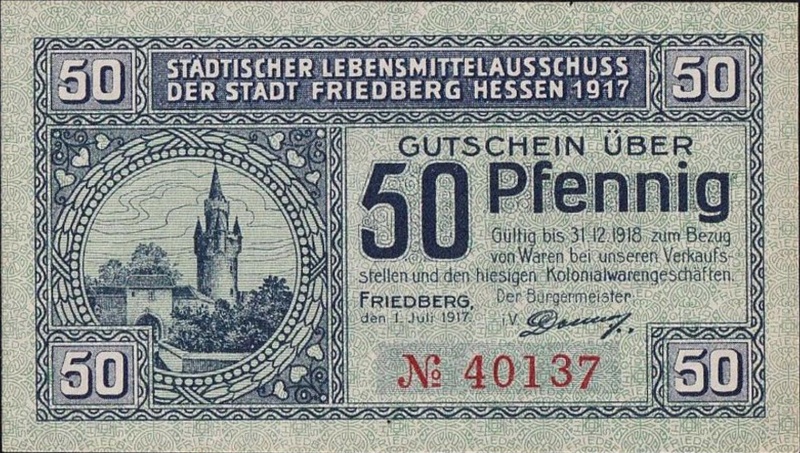 50
50
STÄDTISCHER LEBENSMITTELAUSSCHUSS
DER STADT FRIEDBERG HESSEN 1917
GUTSCHEIN ÜBER
50 Pfennig
Gültig bis 31.12.1918 zum Bezug
von Waren bei unseren Verkaufs-
stellen und den hiesigen Kolonialwarengeschäften.
FRIEDBERG,
den 1. Juli 1917.
Der Bürgermeister
i.V.
№ 40137
50
50